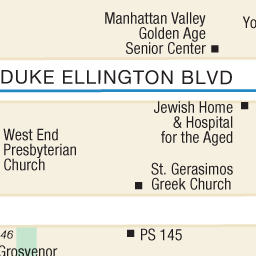 Manhattan Valley
Golden Age
Senior Center
Yo
DUKE ELLINGTON BLVD
Jewish Home
& Hospital
for the Aged
West End
Presbyterian
Church
St. Gerasimos
Greek Church
46
PS 145
Grosvenor